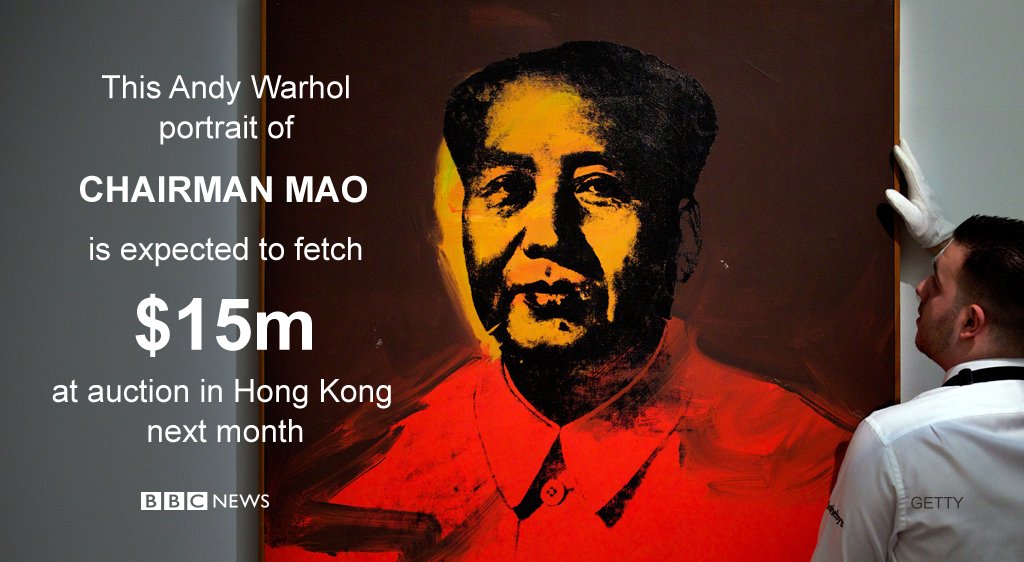 This Andy Warhol
portrait of
CHAIRMAN MAO
is expected to fetch
$15m
at auction in Hong Kong
next month
BBC NEWS
GETTY